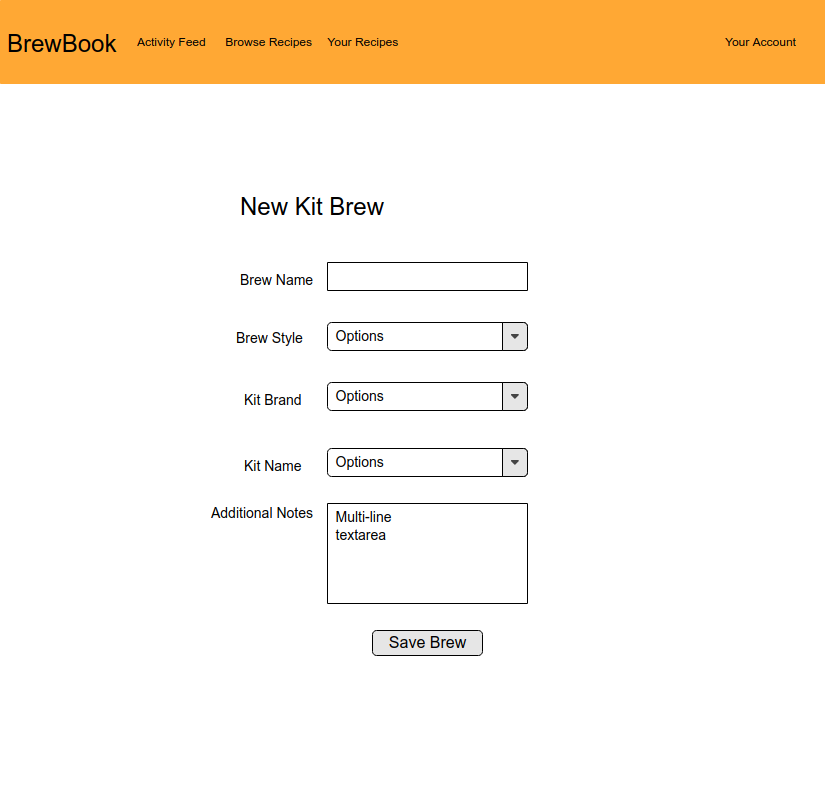 BrewBook Activity Feed Browse Recipes Your Recipes Your Account
New Kit Brew
Brew Name
Brew Style Options
Kit Brand Options
Kit Name Options
Additional Notes Multi-line
textarea
Save Brew